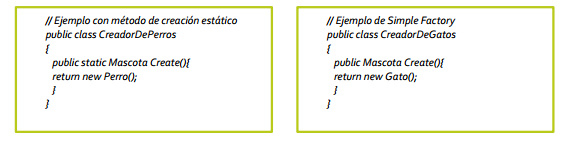 // Ejemplo con método de creación estático
public class CreadorDePerros
{
public static Mascota Create(){
return new Perro();
}
}
// Ejemplo de Simple Factory
public class CreadorDeGatos
{
public Mascota Create(){
return new Gato();
}
}